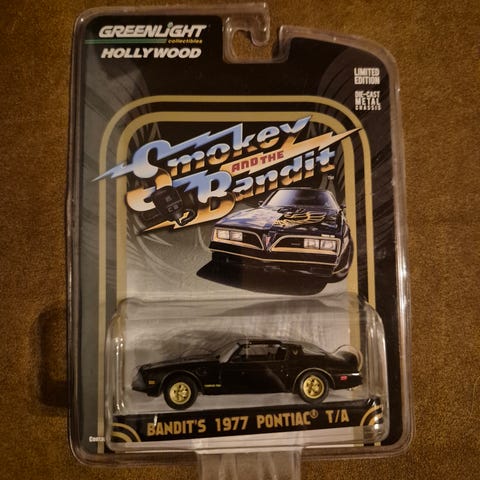 GREENLIGHT
collectibles
HOLLYWOOD
LIMITED
EDITION
DIE-CAST
METAL
CHASSIS
Smokey
AND THE
Bandit
BANDIT'S 1977 PONTIAC® T/A